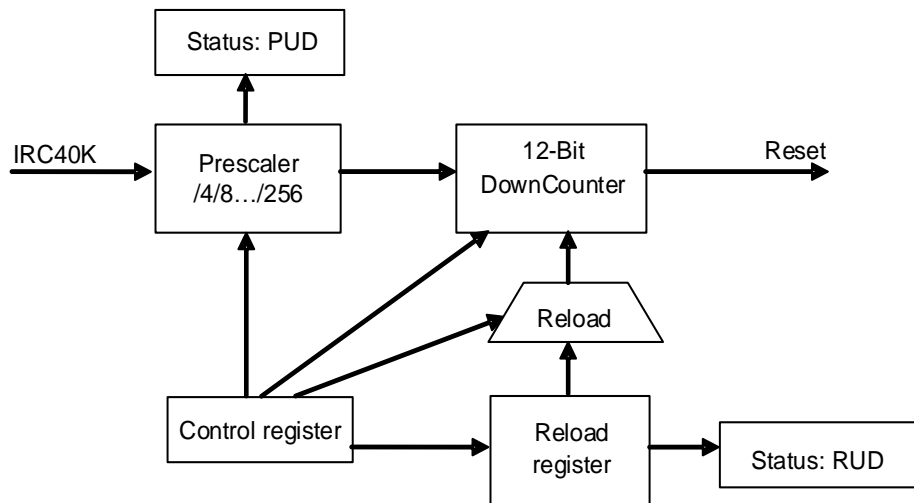 Status: PUD
IRC40K
Prescaler
/4/8…/256
12-Bit
DownCounter
Reset
Reload
Control register
Reload
register
Status: RUD